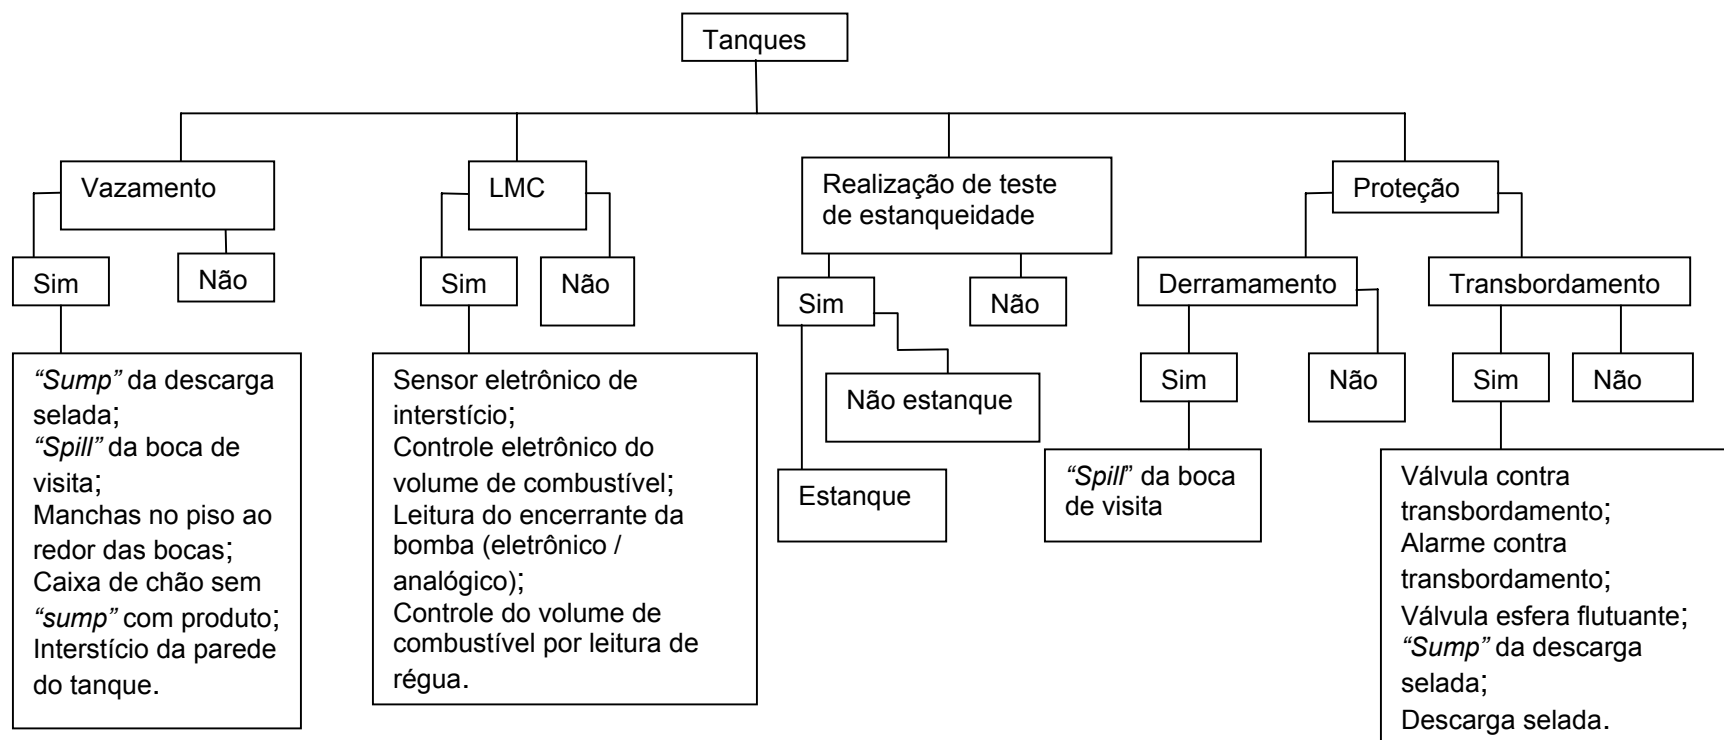 Tanques
Vazamento
LMC
Realização de teste
de estanqueidade
Proteção
Sim
Não
Sim
Não
Sim
Não
Derramamento
Transbordamento
Sim
Não
Sim
Não
“Sump” da descarga
selada;
“Spill” da boca de
visita;
Manchas no piso ao
redor das bocas;
Caixa de chão sem
“sump” com produto;
Interstício da parede
do tanque.
Sensor eletrônico de
interstício;
Controle eletrônico do
volume de combustível;
Leitura do encerrante da
bomba (eletrônico /
analógico);
Controle do volume de
combustível por leitura de
régua.
Não estanque
Estanque
“Spill” da boca
de visita
Válvula contra
transbordamento;
Alarme contra
transbordamento;
Válvula esfera flutuante;
“Sump” da descarga
selada;
Descarga selada.